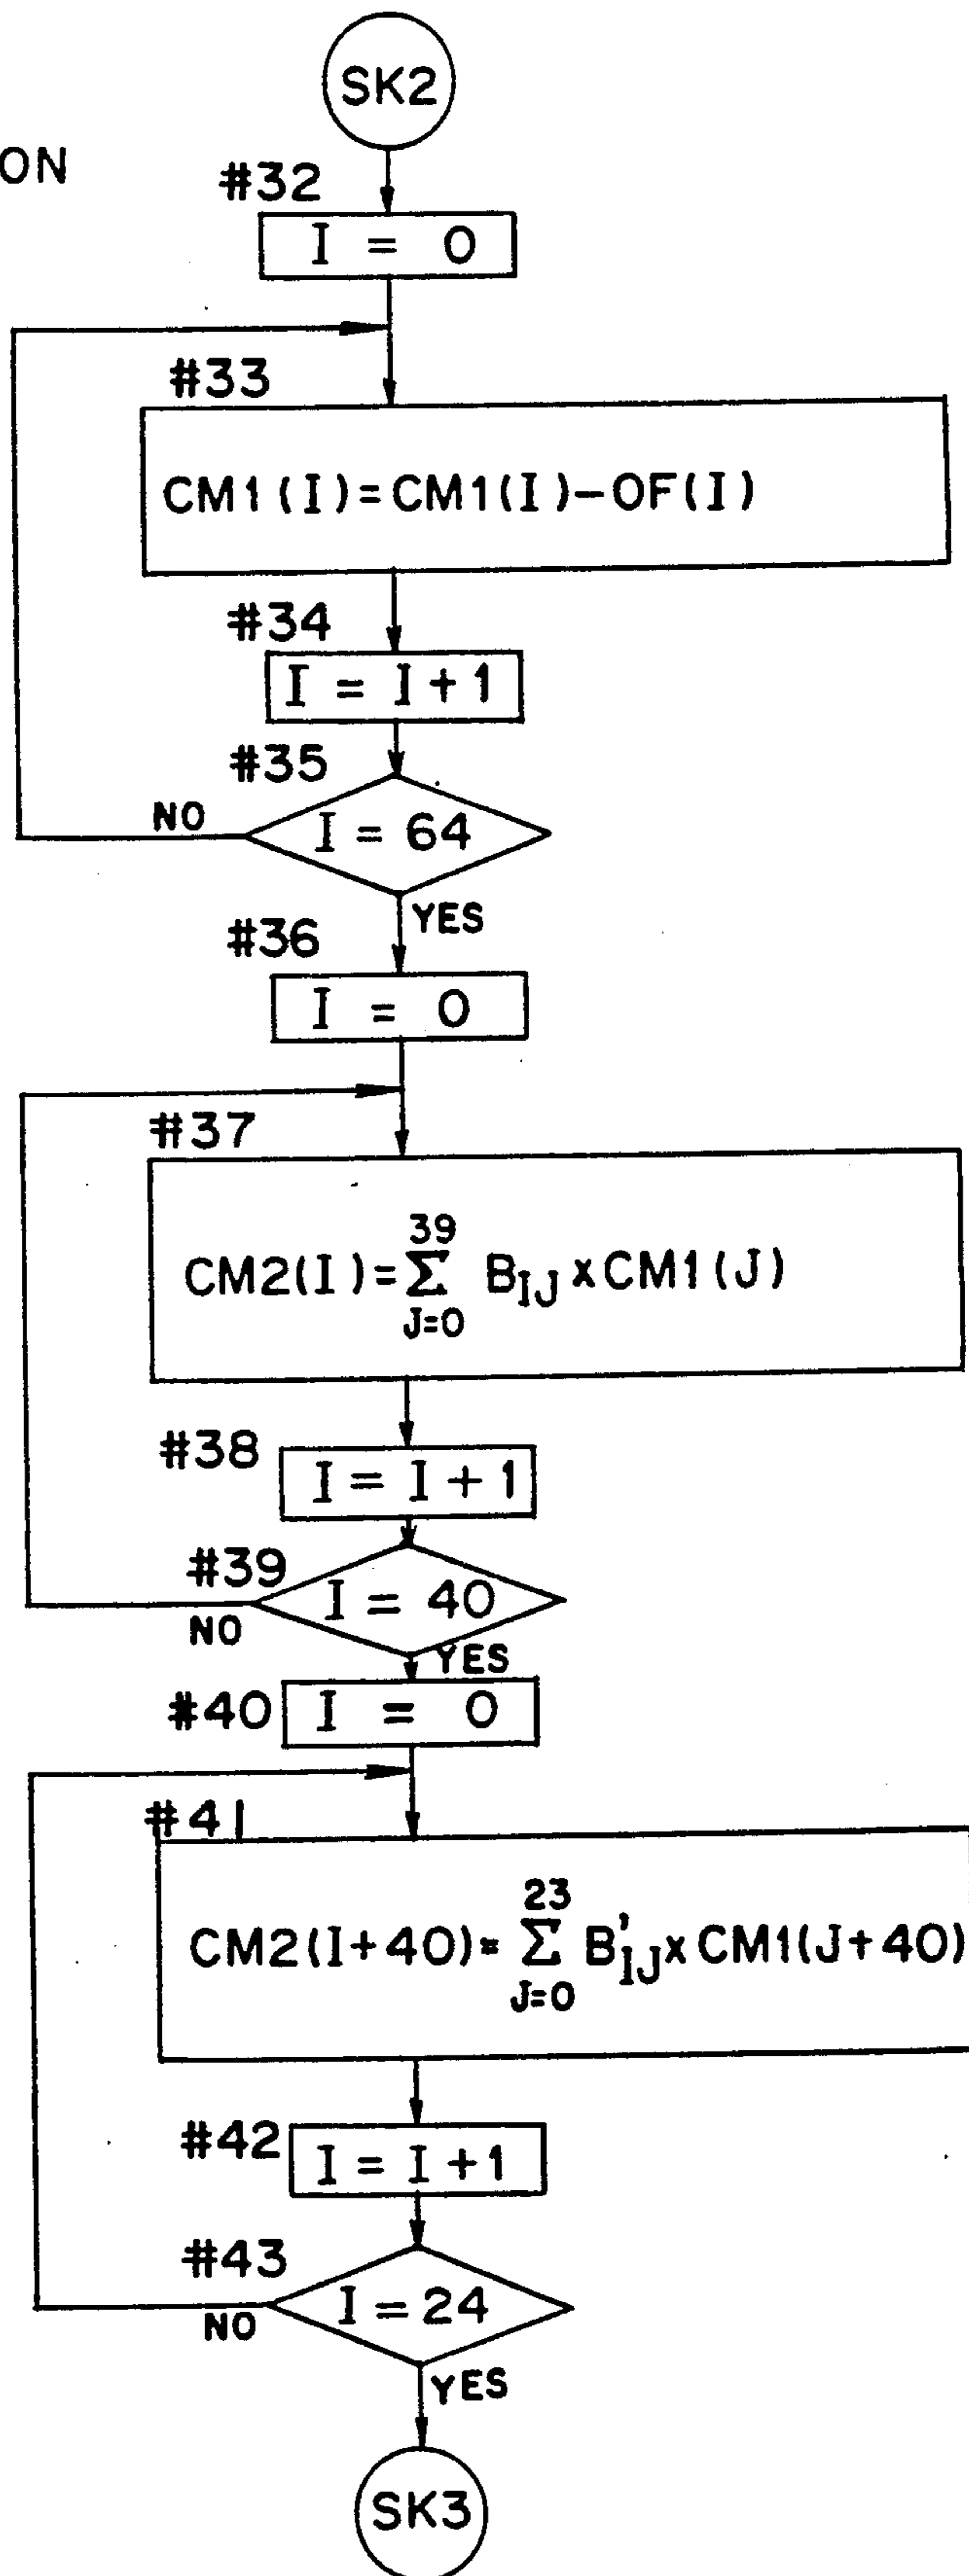 SK2
ON
#32
I = 0
#33
CM1(I)=CM1(I)-OF(I)
#34
I = I+1
#35
I = 64
NO
YES
#36
I = 0
#37
39
CM2(I)=Σ B_IJ x CM1(J)
J=0
#38
I = I+1
#39
I = 40
NO
YES
#40
I = 0
#41
23
CM2(I+40)= Σ B'_IJ x CM1(J+40)
J=0
#42
I = I+1
#43
I = 24
NO
YES
SK3